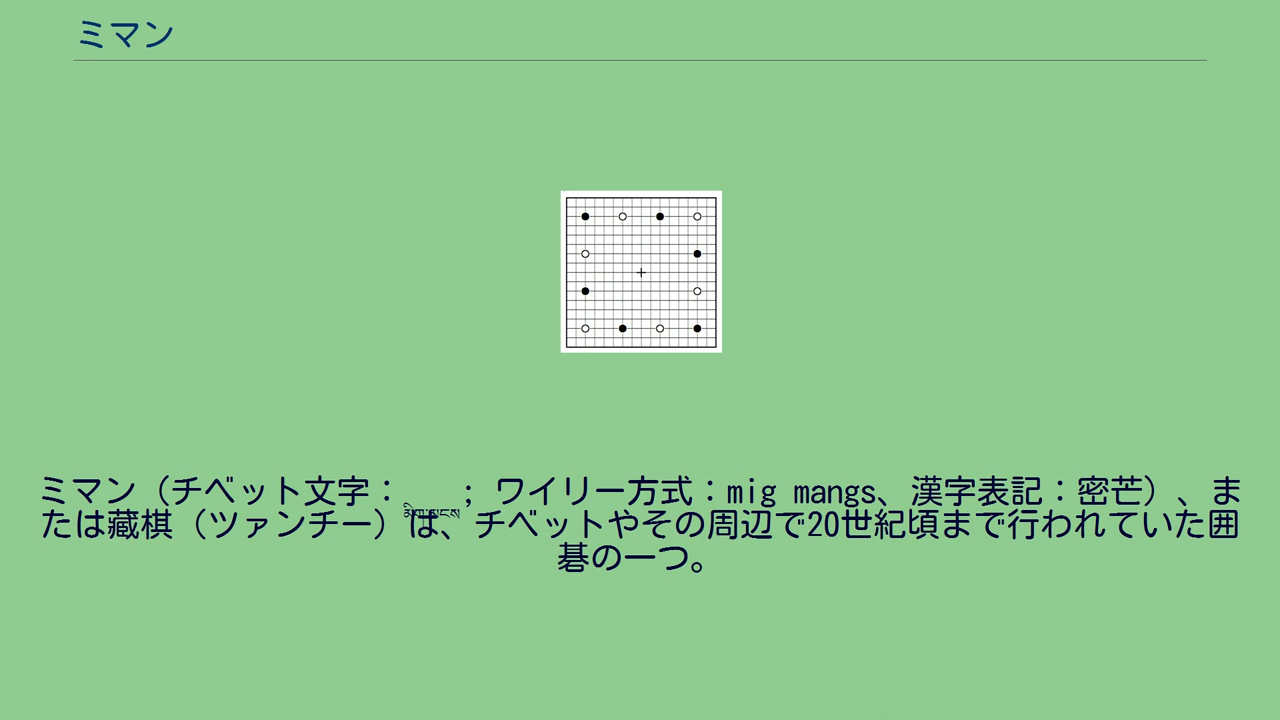 ミマン
ミマン（チベット文字：མིག་མངས; ワイリー方式：mig mangs、漢字表記：密芒）、ま
たは藏棋（ツァンチー）は、チベットやその周辺で20世紀頃まで行われていた囲
碁の一つ。